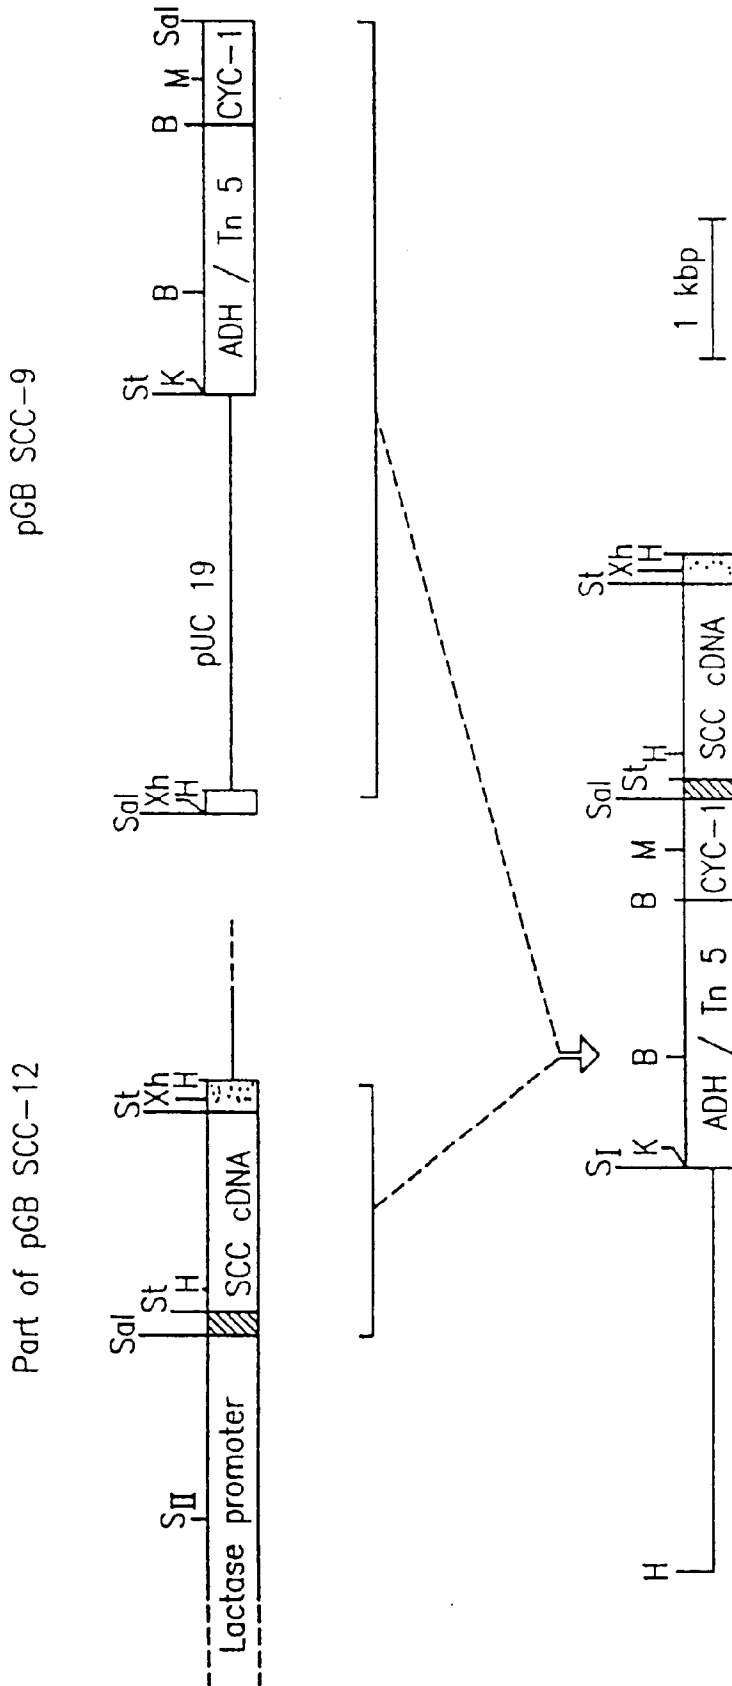 Part of pGB SCC-12
pGB SCC-9
SII
Sal
St
H
St
Xh
H
Lactase promoter
SCC cDNA
Sal
Xh
H
pUC 19
St
K
B
B
M
Sal
ADH / Tn 5
CYC-1
H
SI
K
B
B
M
Sal
St
H
St
Xh
H
ADH / Tn 5
CYC-1
SCC cDNA
1 kbp